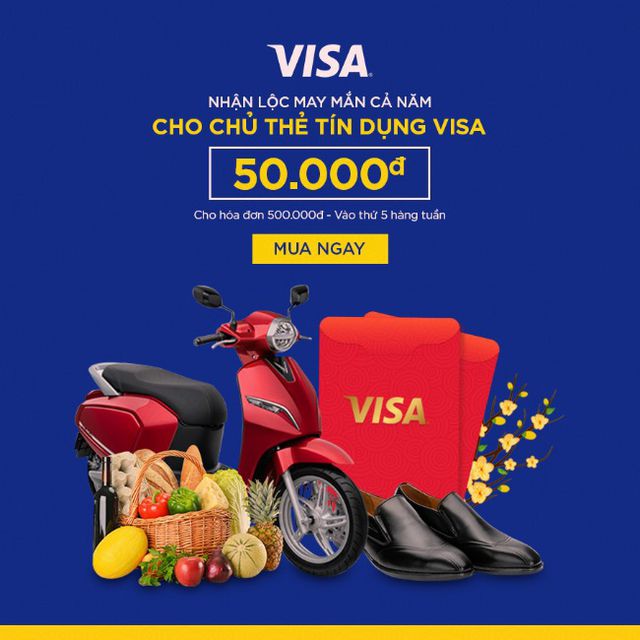 VISA
NHẬN LỘC MAY MẮN CẢ NĂM
CHO CHỦ THẺ TÍN DỤNG VISA
50.000đ
Cho hóa đơn 500.000đ - Vào thứ 5 hàng tuần
MUA NGAY
VISA